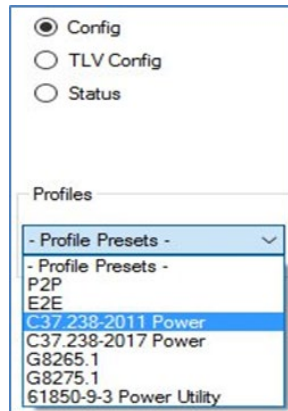 Config
TLV Config
Status
Profiles
- Profile Presets -
- Profile Presets -
P2P
E2E
C37.238-2011 Power
C37.238-2017 Power
G8265.1
G8275.1
61850-9-3 Power Utility